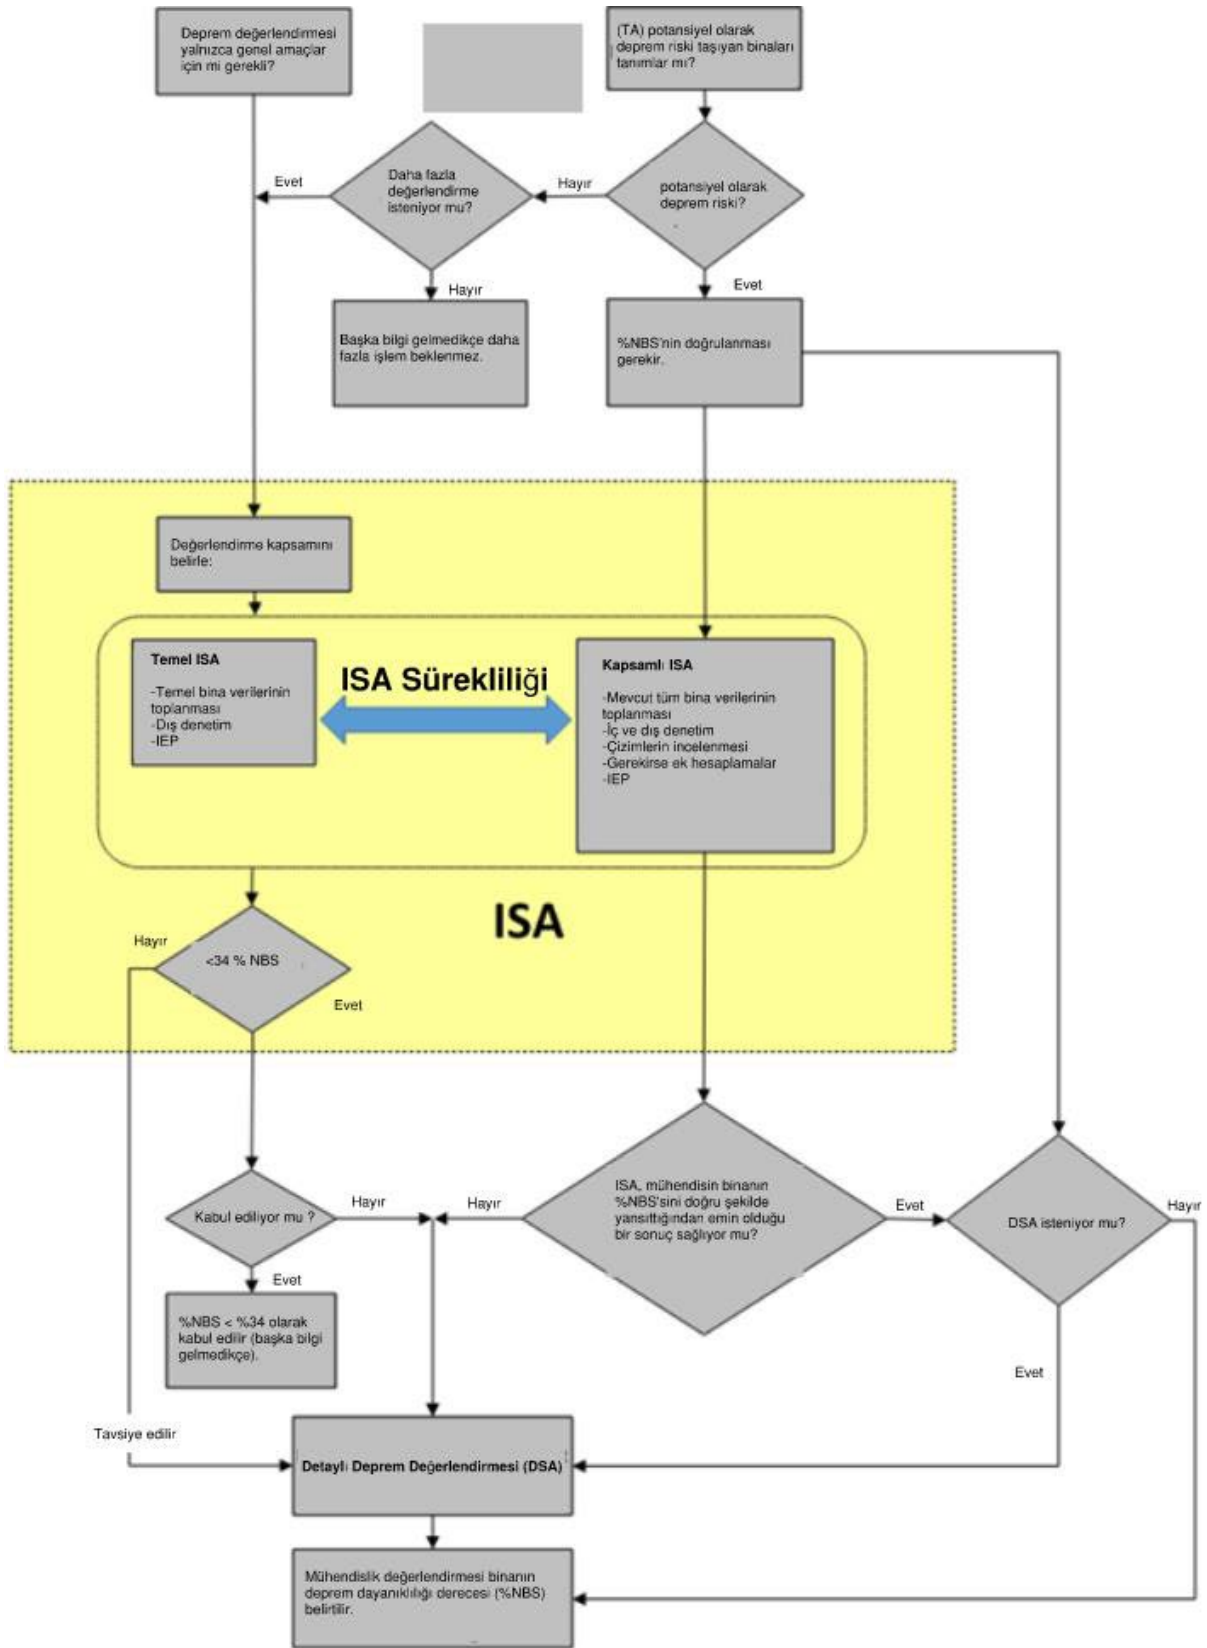 Deprem değerlendirmesi
yalnızca genel amaçlar
için mi gerekli?
(TA) potansiyel olarak
deprem riski taşıyan binaları
tanımlar mı?
Daha fazla
değerlendirme
isteniyor mu?
Evet
Hayır
potansiyel olarak
deprem riski?
Hayır
Evet
Başka bilgi gelmedikçe daha
fazla işlem beklenmez.
%NBS'nin doğrulanması
gerekir.
Değerlendirme kapsamını
belirle:
Temel ISA
-Temel bina verilerinin
toplanması
-Dış denetim
-IEP
ISA Sürekliliği
Kapsamlı ISA
-Mevcut tüm bina verilerinin
toplanması
-İç ve dış denetim
-Çizimlerin incelenmesi
-Gerekirse ek hesaplamalar
-IEP
ISA
Hayır
<34 % NBS
Evet
Kabul ediliyor mu ?
Hayır
Hayır
ISA, mühendisin binanın
%NBS'sini doğru şekilde
yansıttığından emin olduğu
bir sonuç sağlıyor mu?
Evet
DSA isteniyor mu?
Hayır
Evet
%NBS < %34 olarak
kabul edilir (başka bilgi
gelmedikçe).
Evet
Tavsiye edilir
Detaylı Deprem Değerlendirmesi (DSA)
Mühendislik değerlendirmesi binanın
deprem dayanıklılığı derecesi (%NBS)
belirtilir.